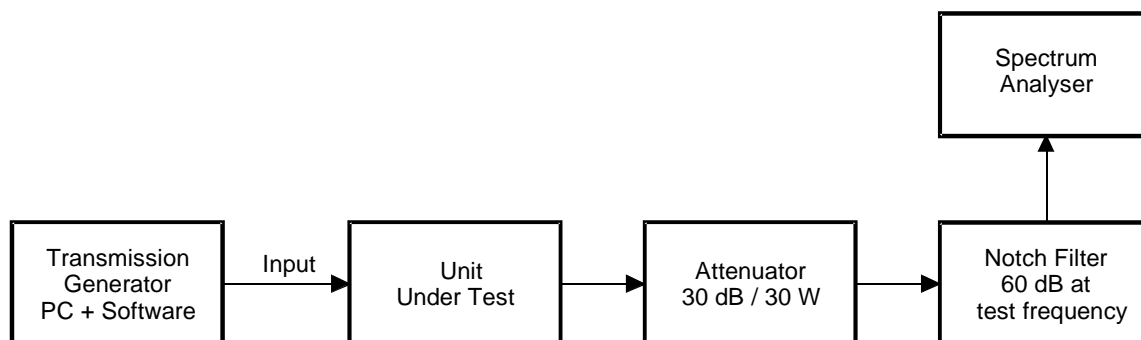 Spectrum
Analyser
Transmission
Generator
PC + Software
Input
Unit
Under Test
Attenuator
30 dB / 30 W
Notch Filter
60 dB at
test frequency